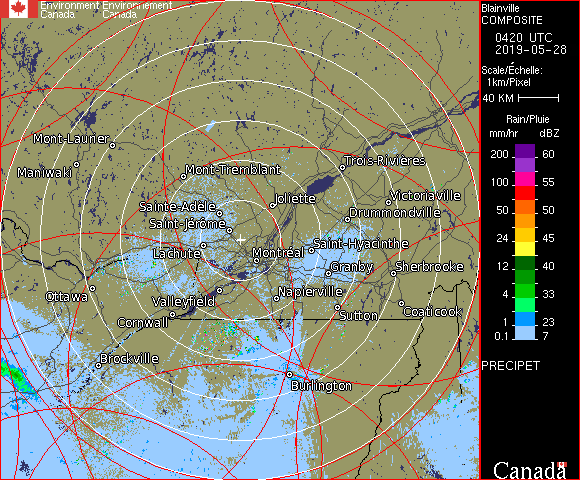 Environment Environnement
Canada Canada
Blainville
COMPOSITE
0420 UTC
2019-05-28
Scale/Échelle:
1km/Pixel
40 KM
Rain/Pluie
mm/hr dBZ
200 60
100 55
50 50
24 45
12 40
8 33
4 33
1 23
0.1 7
PRECIPET
Canada
Mont-Laurier
Maniwaki
Mont-Tremblant
Trois-Rivières
Joliette
Victoriaville
Sainte-Adèle
Drummondville
Saint-Jérôme
Lachute
Montréal
Saint-Hyacinthe
Granby
Sherbrooke
Ottawa
Valleyfield
Napierville
Cornwall
Sutton
Coaticook
Brockville
Burlington